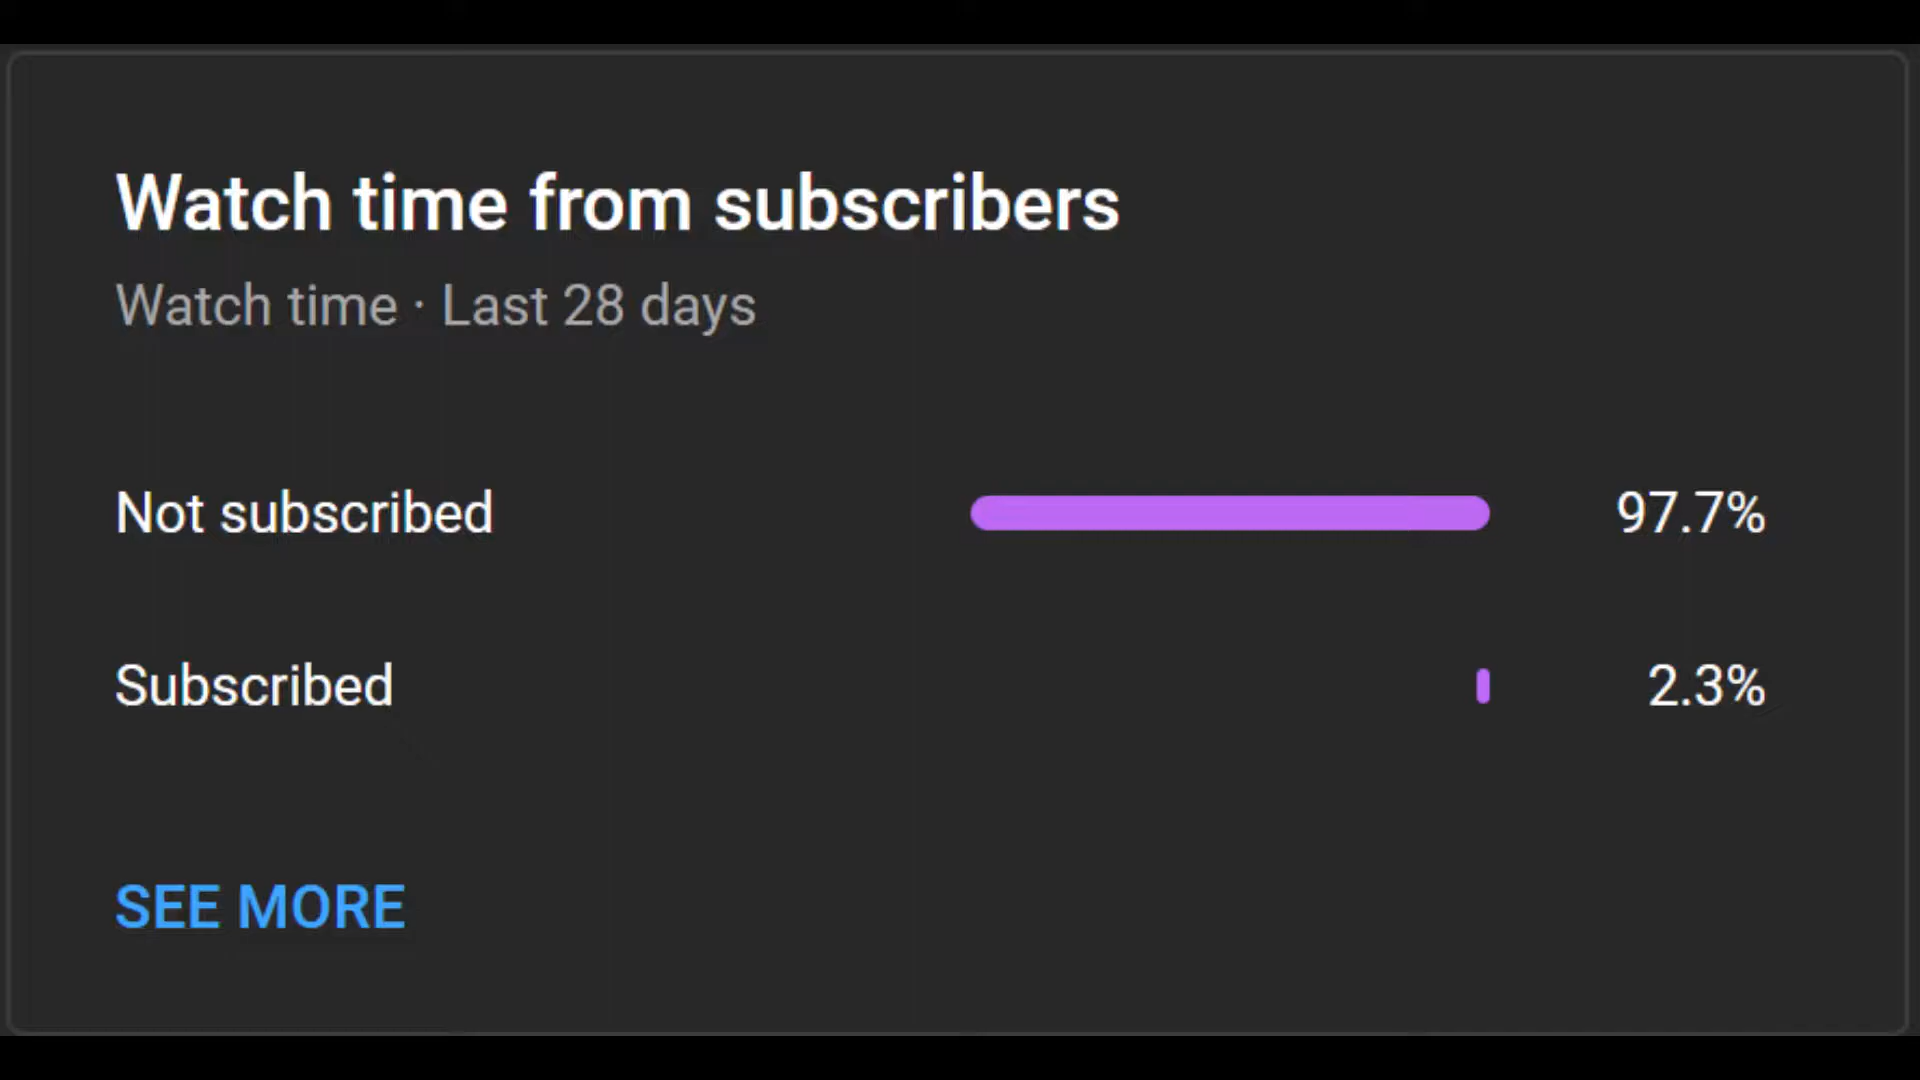 Watch time from subscribers
Watch time · Last 28 days
Not subscribed 97.7%
Subscribed 2.3%
SEE MORE